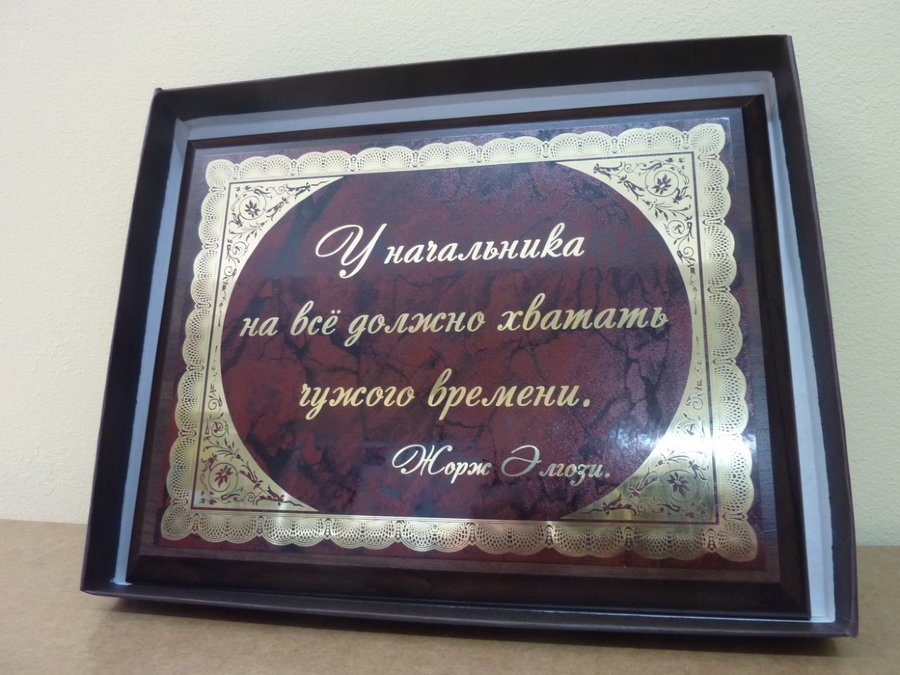 У начальника
на всё должно хватать
чужого времени.
Жорж Элгози.